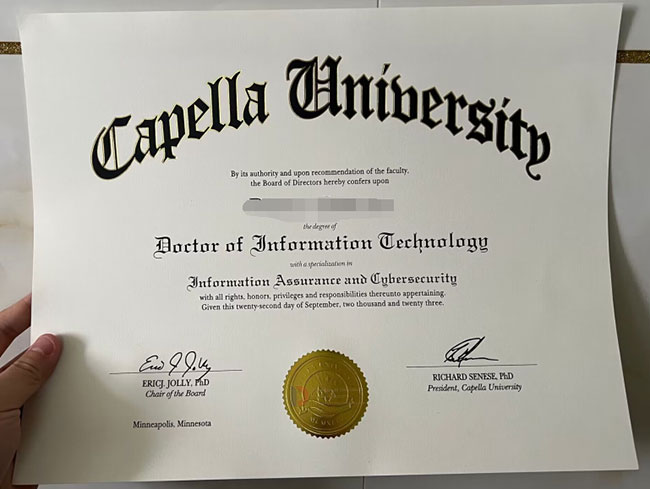 Capella University
By its authority and upon recommendation of the faculty,
the Board of Directors hereby confers upon
the degree of
Doctor of Information Technology
with a specialization in
Information Assurance and Cybersecurity
with all rights, honors, privileges and responsibilities thereunto appertaining.
Given this twenty-second day of September, two thousand and twenty three.
ERICJ. JOLLY, PhD
Chair of the Board
RICHARD SENESE, PhD
President, Capella University
Minneapolis, Minnesota